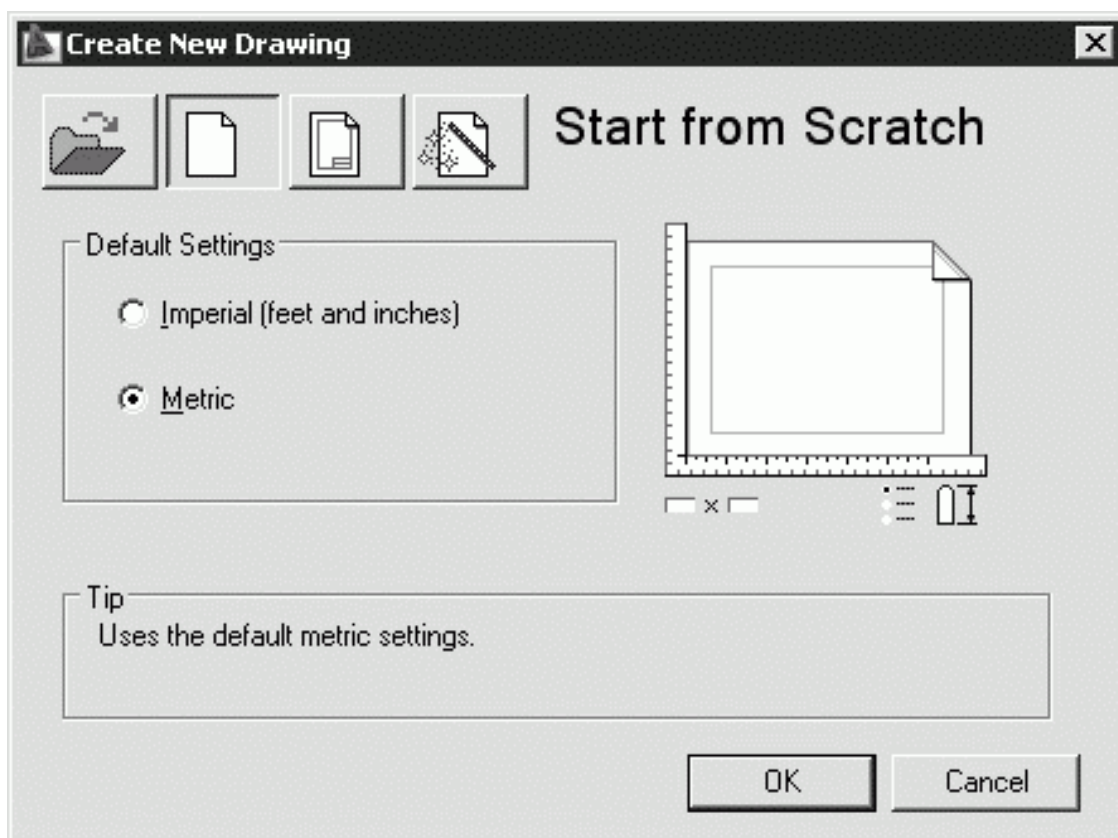 Create New Drawing
Start from Scratch
Default Settings
Imperial (feet and inches)
Metric
Tip
Uses the default metric settings.
OK
Cancel